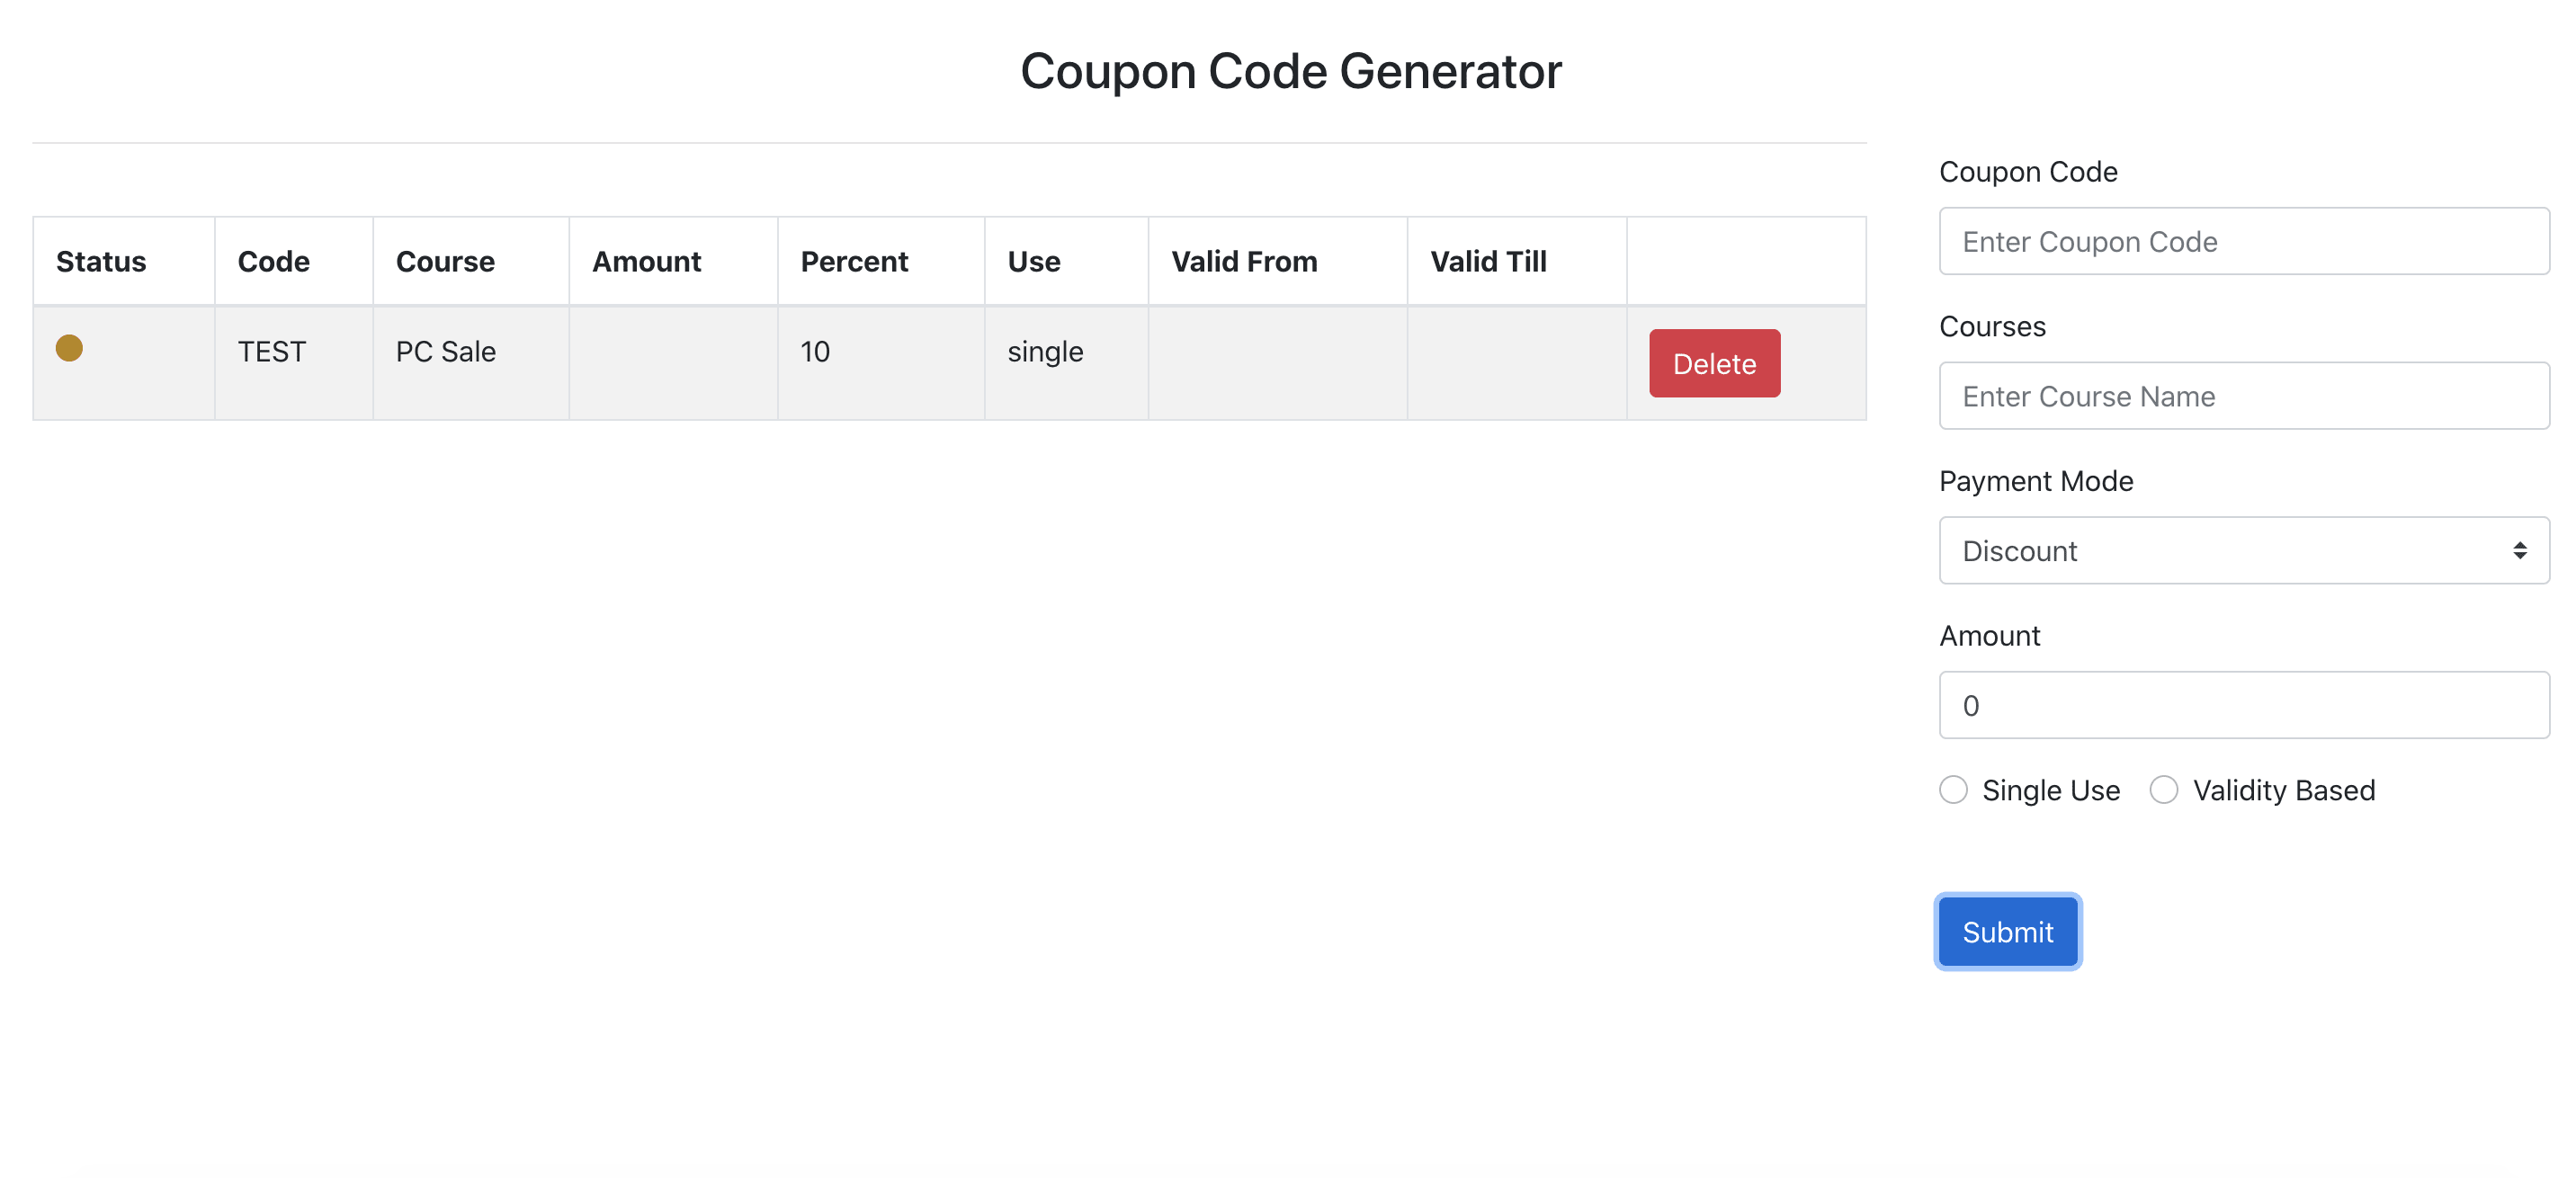 Coupon Code Generator
Status Code Course Amount Percent Use Valid From Valid Till
TEST PC Sale 10 single Delete
Coupon Code
Enter Coupon Code
Courses
Enter Course Name
Payment Mode
Discount
Amount
0
Single Use Validity Based
Submit